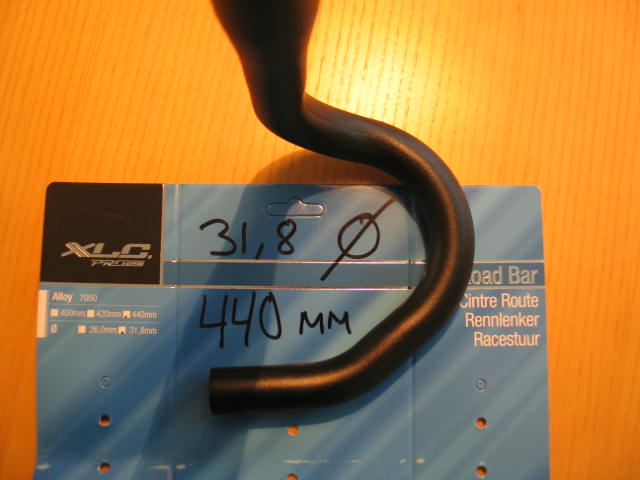 XLC
PRO25
31,8 Ø
Road Bar
Cintre Route
Rennlenker
Racestuur
Alloy 7050
400mm 420mm 440mm
Ø 26,0mm 31,8mm
440 MM